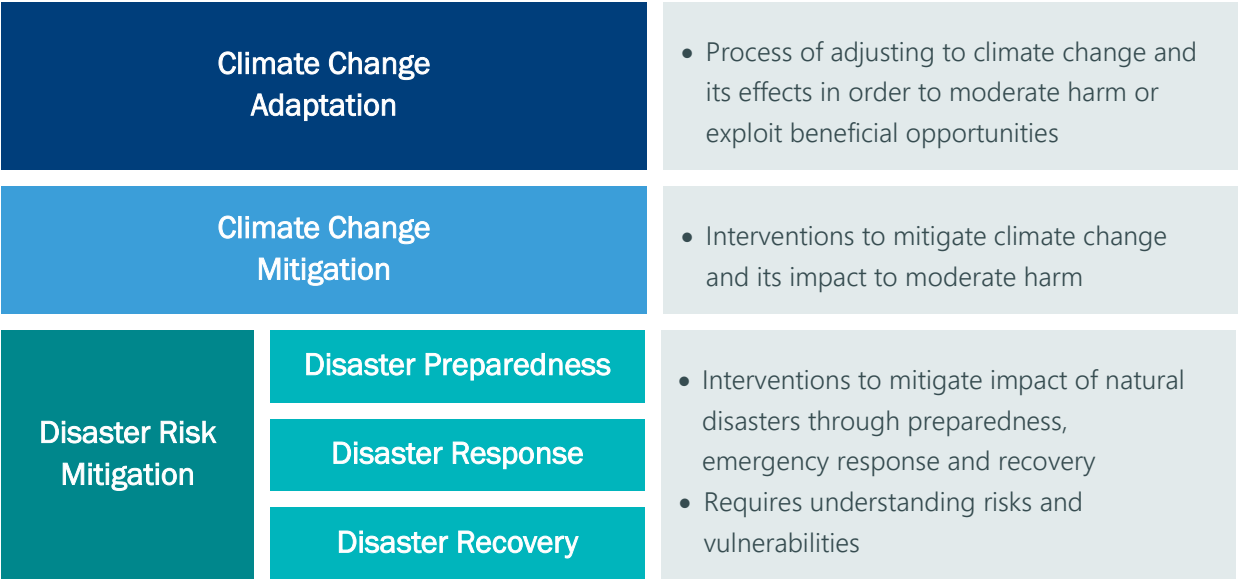 Climate Change
Adaptation
• Process of adjusting to climate change and
its effects in order to moderate harm or
exploit beneficial opportunities
Climate Change
Mitigation
• Interventions to mitigate climate change
and its impact to moderate harm
Disaster Risk
Mitigation
Disaster Preparedness
Disaster Response
Disaster Recovery
• Interventions to mitigate impact of natural
disasters through preparedness,
emergency response and recovery
• Requires understanding risks and
vulnerabilities